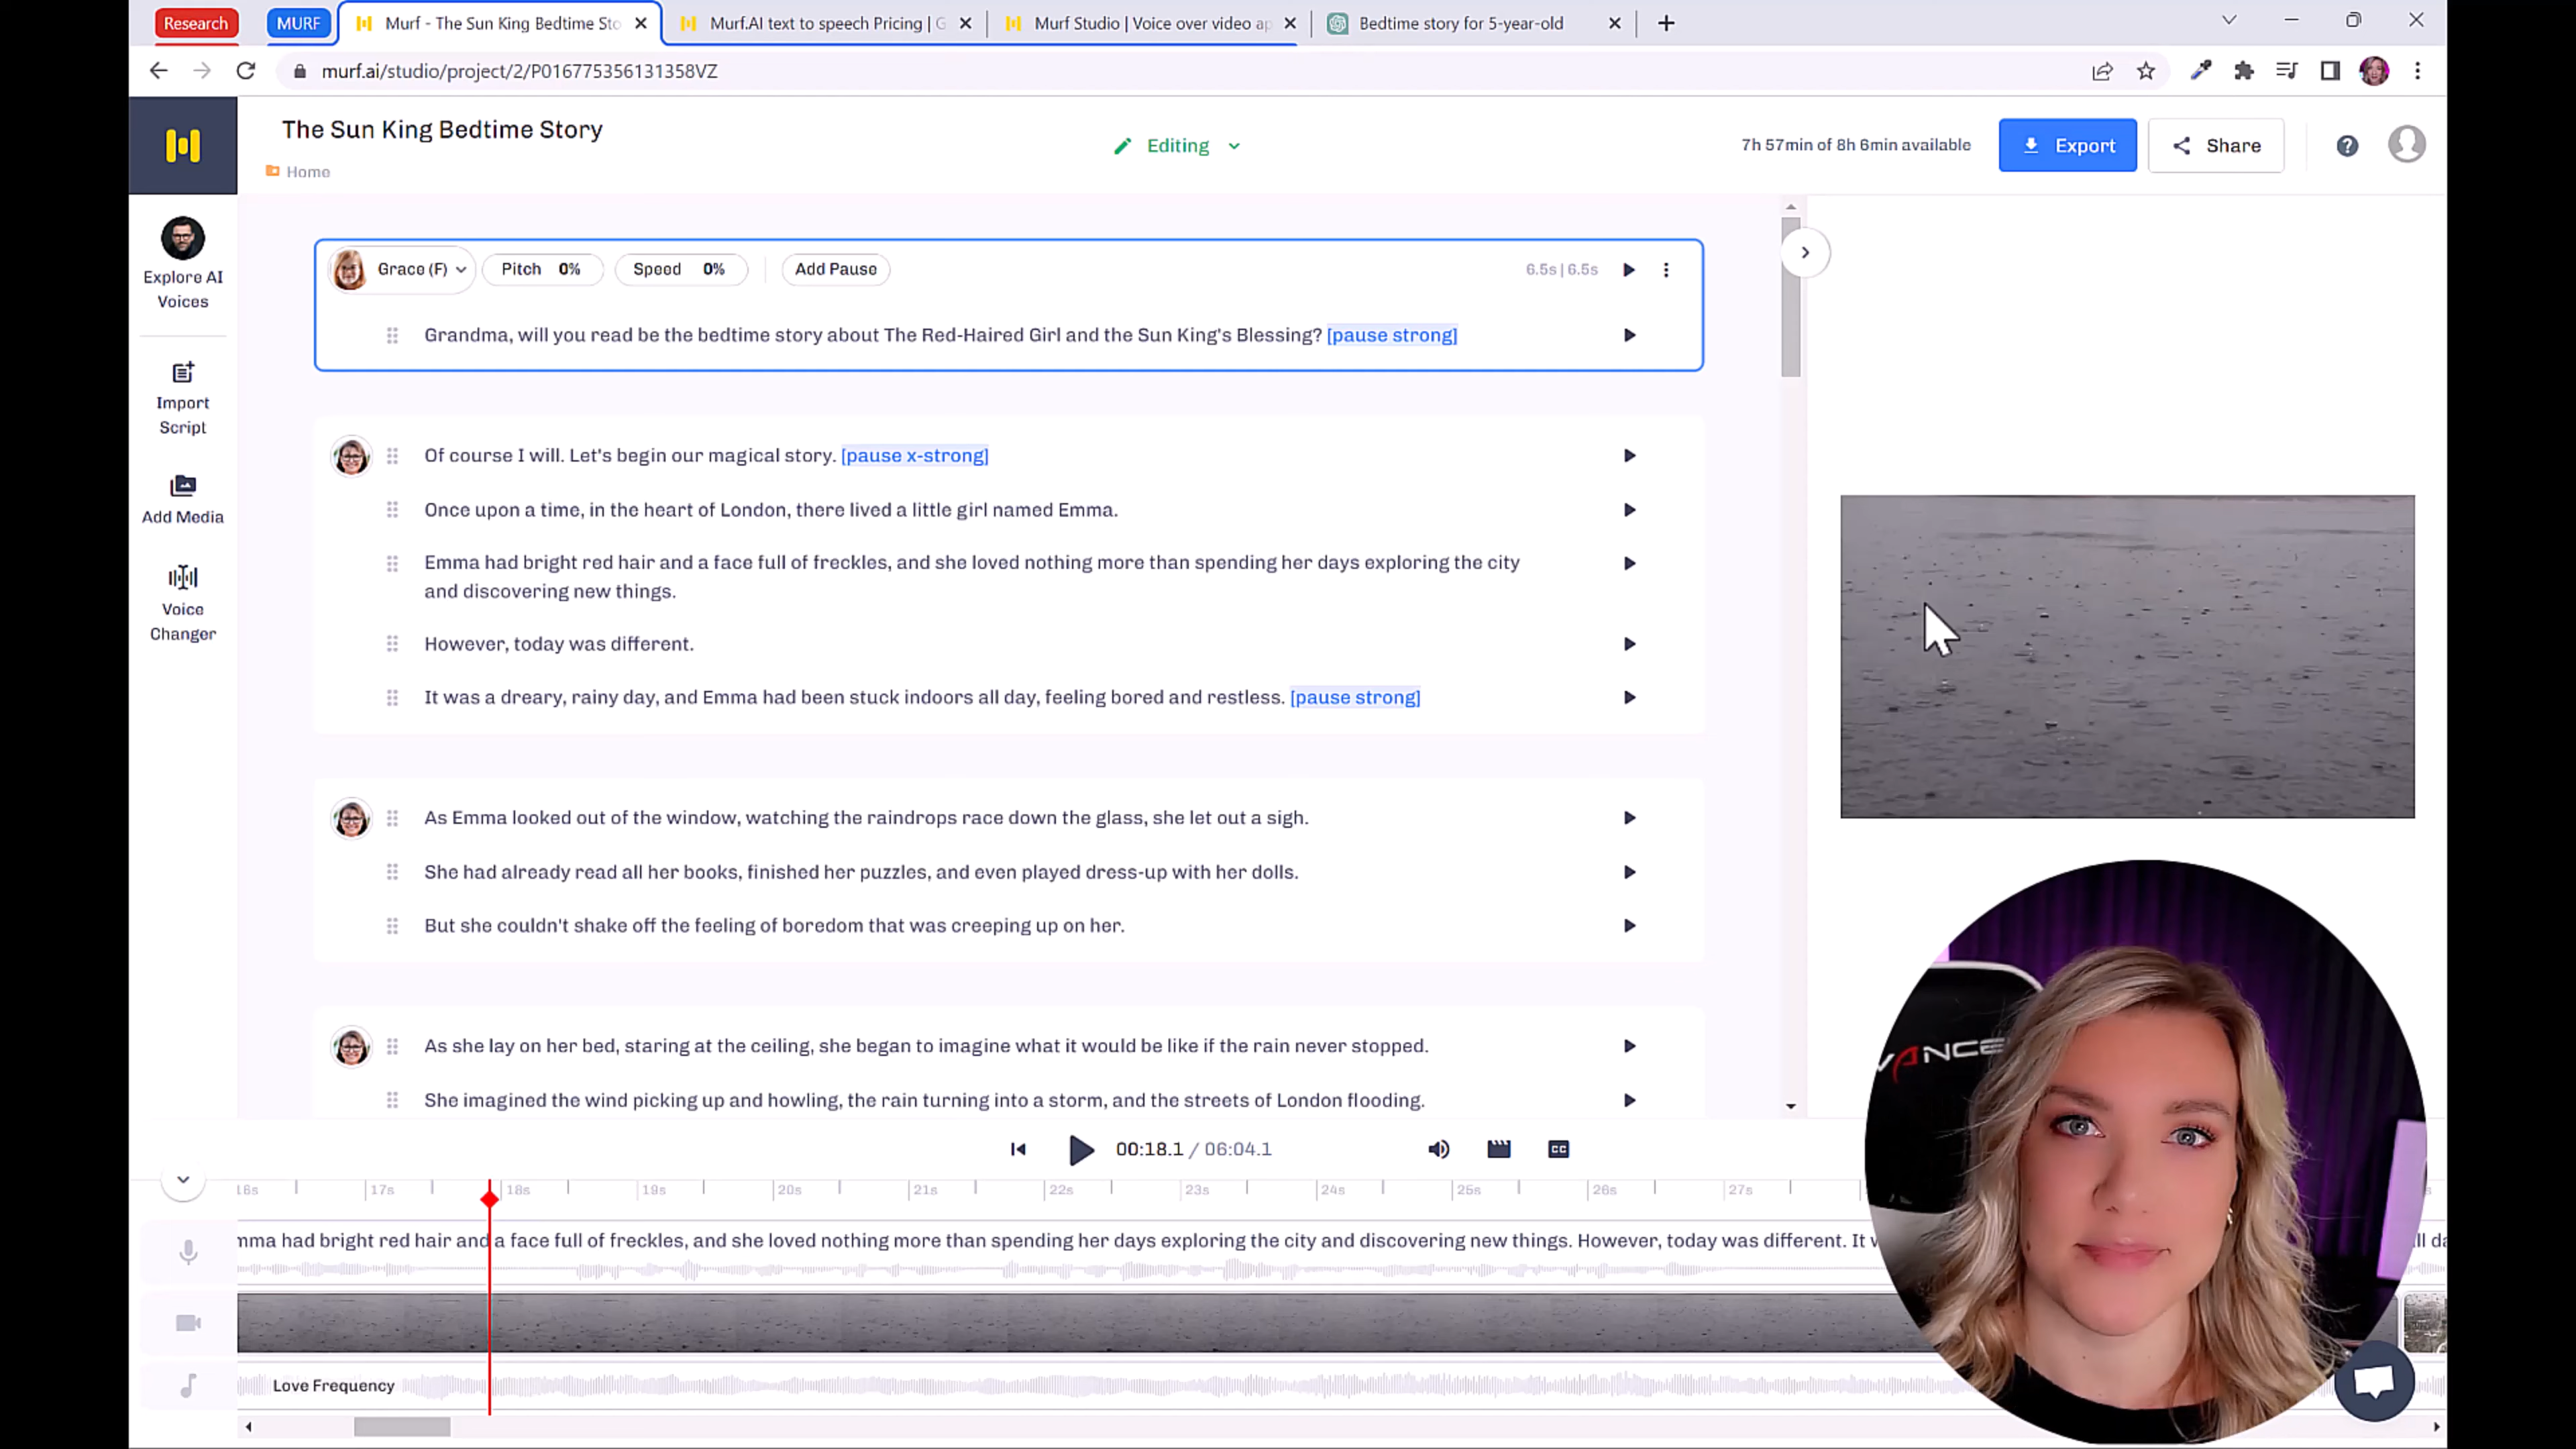 Research
MURF
Murf - The Sun King Bedtime Sto
Murf.AI text to speech Pricing | G
Murf Studio | Voice over video ap
Bedtime story for 5-year-old
murf.ai/studio/project/2/P016775356131358VZ
The Sun King Bedtime Story
Home
Editing
7h 57min of 8h 6min available
Export
Share
Explore AI
Voices
Import
Script
Add Media
Voice
Changer
Grace (F)
Pitch 0%
Speed 0%
Add Pause
6.5s | 6.5s
Grandma, will you read be the bedtime story about The Red-Haired Girl and the Sun King's Blessing? [pause strong]
Of course I will. Let's begin our magical story. [pause x-strong]
Once upon a time, in the heart of London, there lived a little girl named Emma.
Emma had bright red hair and a face full of freckles, and she loved nothing more than spending her days exploring the city
and discovering new things.
However, today was different.
It was a dreary, rainy day, and Emma had been stuck indoors all day, feeling bored and restless. [pause strong]
As Emma looked out of the window, watching the raindrops race down the glass, she let out a sigh.
She had already read all her books, finished her puzzles, and even played dress-up with her dolls.
But she couldn't shake off the feeling of boredom that was creeping up on her.
As she lay on her bed, staring at the ceiling, she began to imagine what it would be like if the rain never stopped.
She imagined the wind picking up and howling, the rain turning into a storm, and the streets of London flooding.
00:18.1 / 06:04.1
CC
16s 17s 18s 19s 20s 21s 22s 23s 24s 25s 26s 27s
mma had bright red hair and a face full of freckles, and she loved nothing more than spending her days exploring the city and discovering new things. However, today was different. It w
ll da
Love Frequency
VANCE